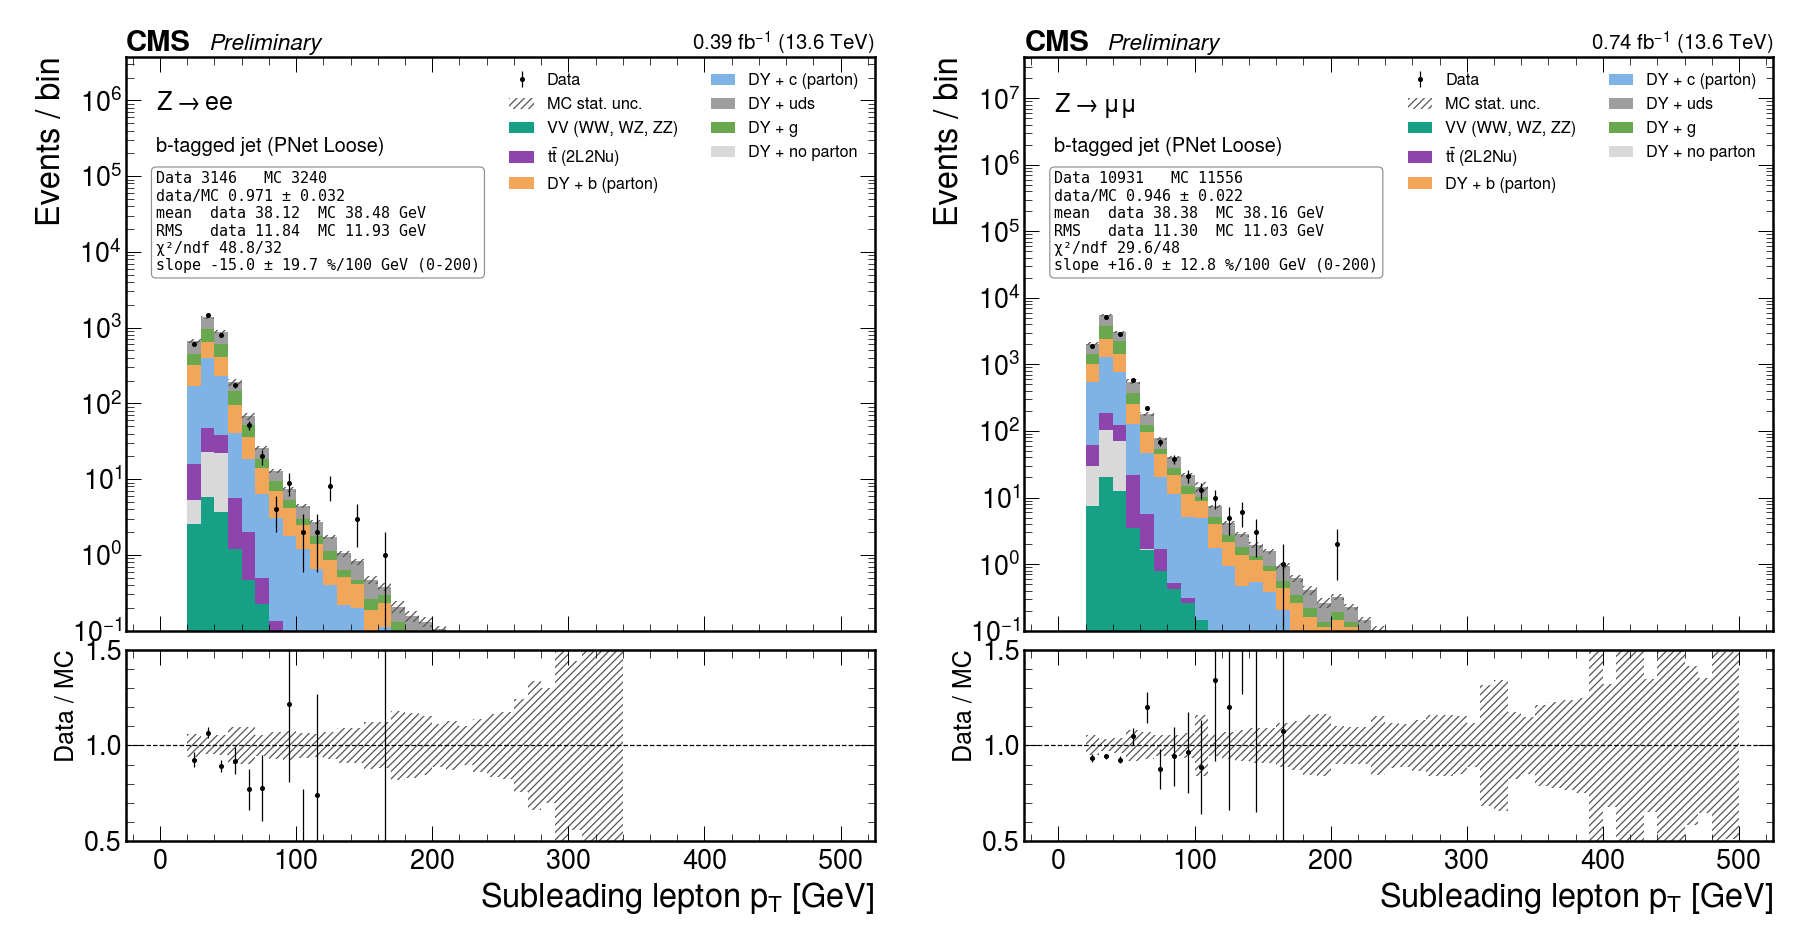 CMS Preliminary 0.39 fb⁻¹ (13.6 TeV)
Events / bin
Z → ee
b-tagged jet (PNet Loose)
Data 3146 MC 3240
data/MC 0.971 ± 0.032
mean data 38.12 MC 38.48 GeV
RMS data 11.84 MC 11.93 GeV
χ²/ndf 48.8/32
slope -15.0 ± 19.7 %/100 GeV (0-200)
Data
MC stat. unc.
VV (WW, WZ, ZZ)
tt̄ (2L2Nu)
DY + b (parton)
DY + c (parton)
DY + uds
DY + g
DY + no parton
10⁶
10⁵
10⁴
10³
10²
10¹
10⁰
10⁻¹
Data / MC
1.5
1.0
0.5
0 100 200 300 400 500
Subleading lepton pT [GeV]
CMS Preliminary 0.74 fb⁻¹ (13.6 TeV)
Events / bin
Z → μμ
b-tagged jet (PNet Loose)
Data 10931 MC 11556
data/MC 0.946 ± 0.022
mean data 38.38 MC 38.16 GeV
RMS data 11.30 MC 11.03 GeV
χ²/ndf 29.6/48
slope +16.0 ± 12.8 %/100 GeV (0-200)
Data
MC stat. unc.
VV (WW, WZ, ZZ)
tt̄ (2L2Nu)
DY + b (parton)
DY + c (parton)
DY + uds
DY + g
DY + no parton
10⁷
10⁶
10⁵
10⁴
10³
10²
10¹
10⁰
10⁻¹
Data / MC
1.5
1.0
0.5
0 100 200 300 400 500
Subleading lepton pT [GeV]